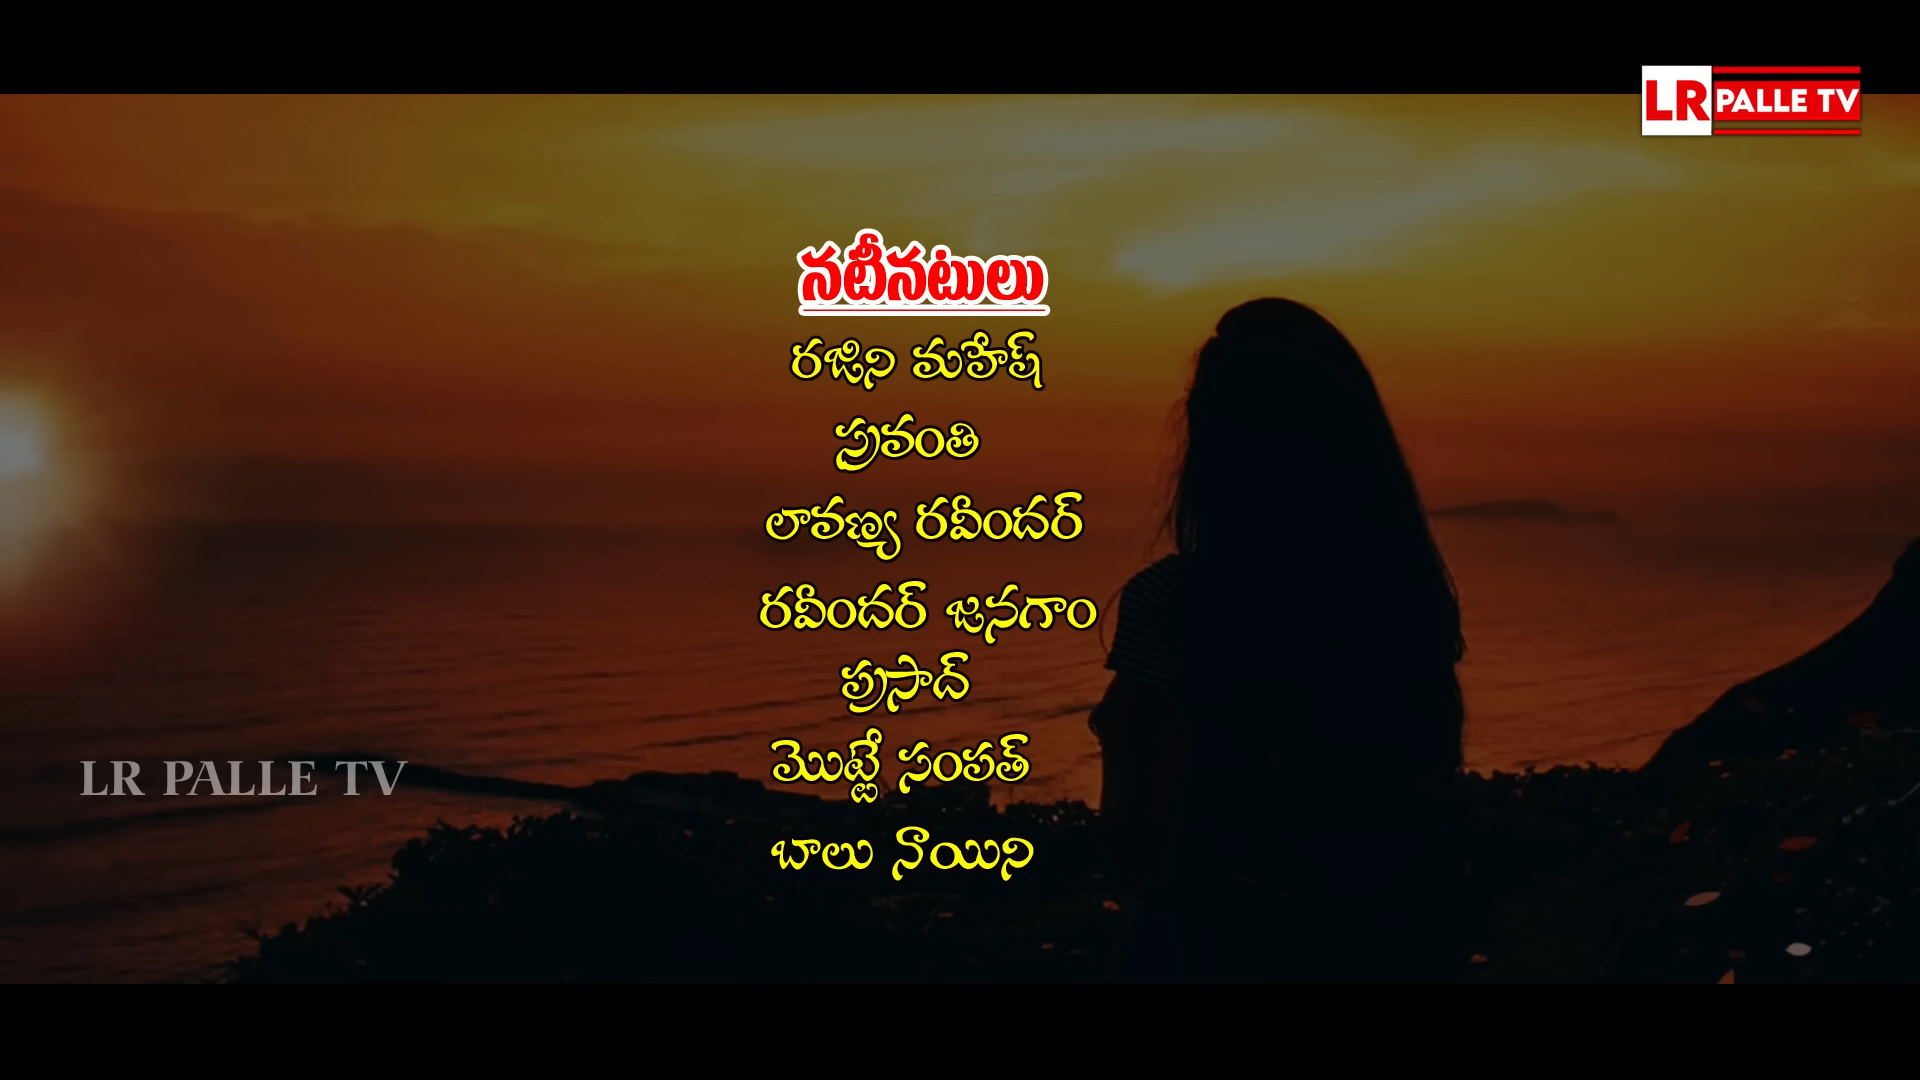 LR PALLE TV
నటీనటులు
రజిని మహేష్
స్రవంతి
లావణ్య రవీందర్
రవీందర్ జనగాం
ప్రసాద్
మొట్టే సంపత్
బాలు నాయిని
LR PALLE TV